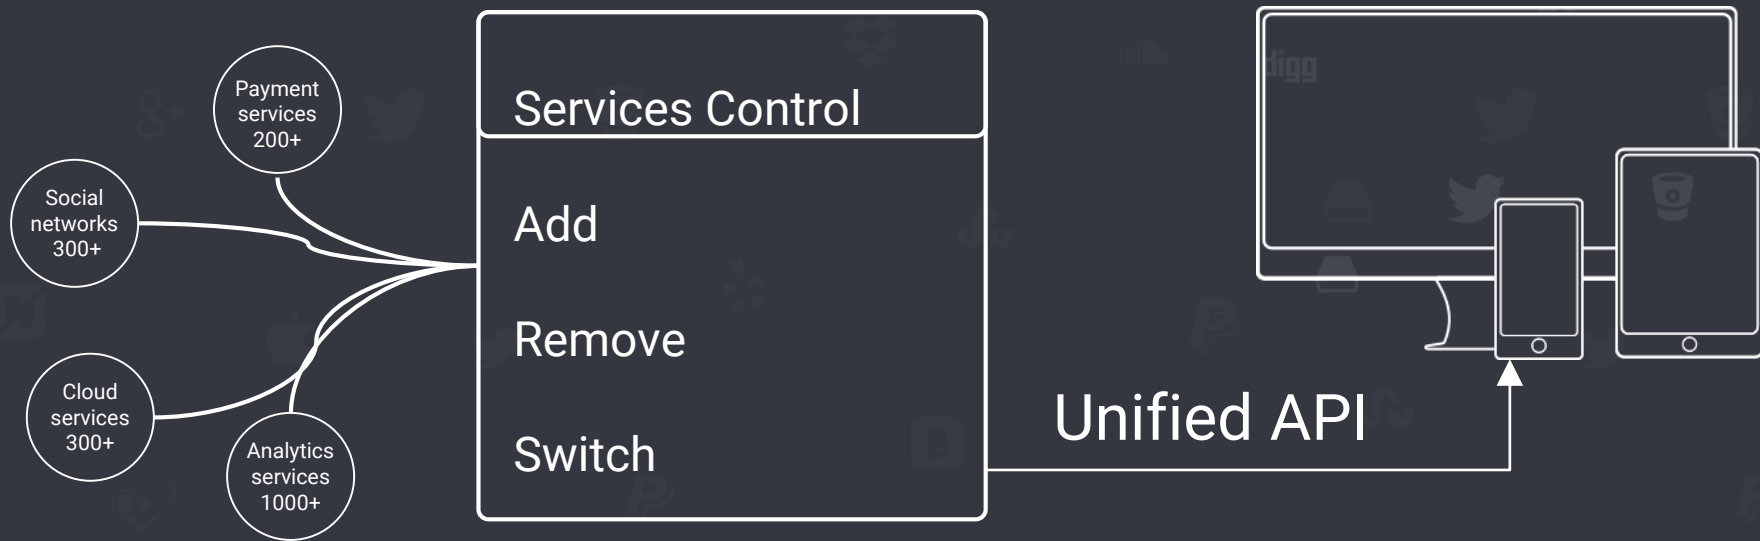 Payment
services
200+
Social
networks
300+
Cloud
services
300+
Analytics
services
1000+
Services Control
Add
Remove
Switch
Unified API
digg